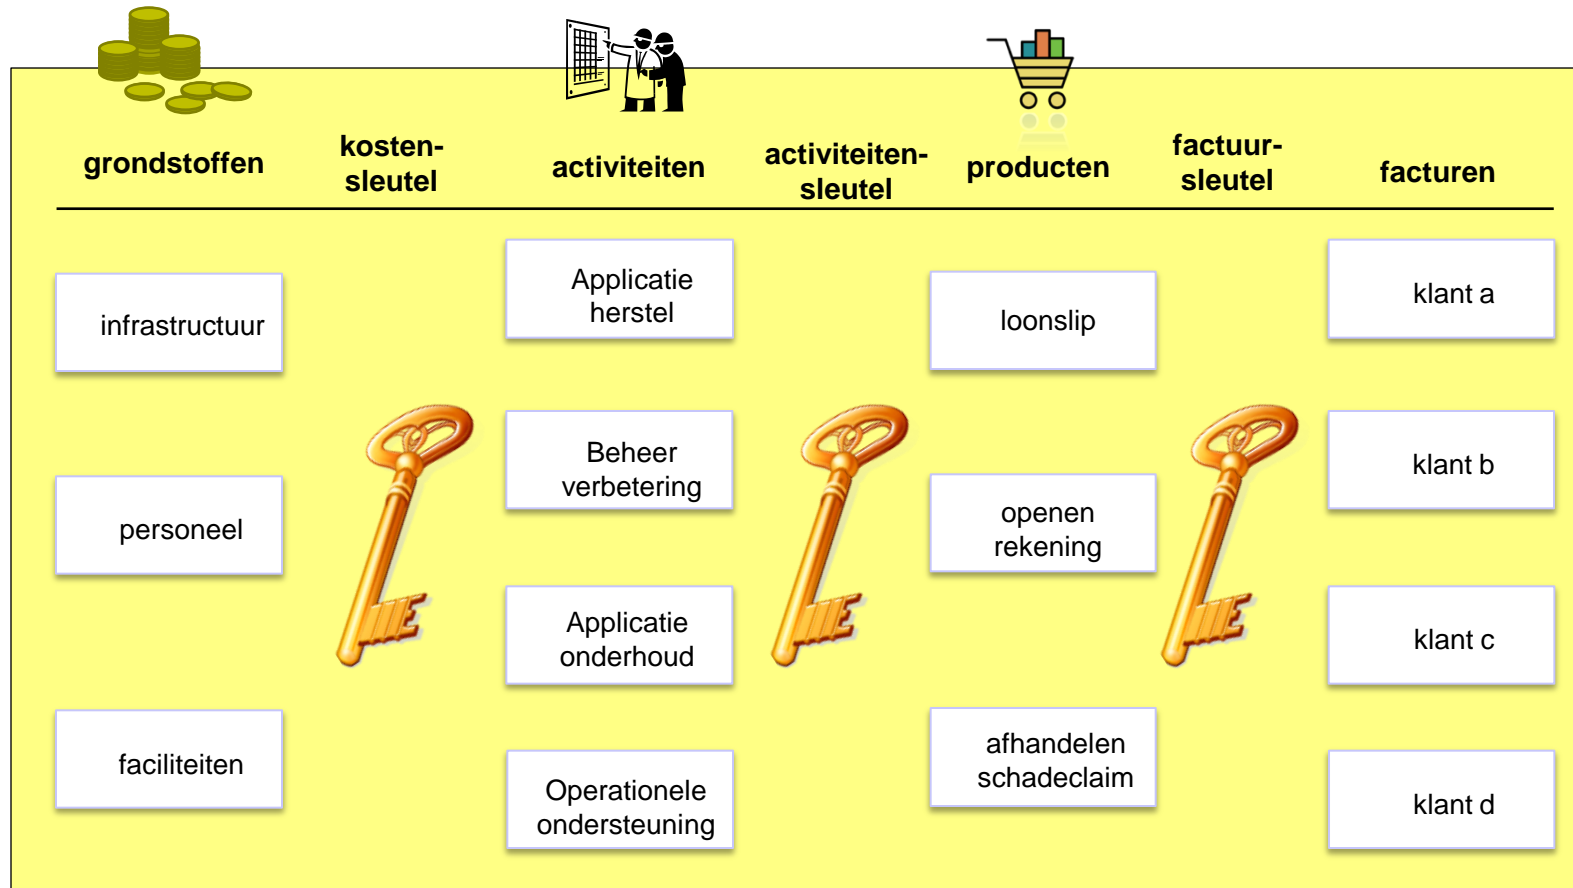 grondstoffen
kosten-
sleutel
activiteiten
activiteiten-
sleutel
producten
factuur-
sleutel
facturen
infrastructuur
personeel
faciliteiten
Applicatie
herstel
Beheer
verbetering
Applicatie
onderhoud
Operationele
ondersteuning
loonslip
openen
rekening
afhandelen
schadeclaim
klant a
klant b
klant c
klant d